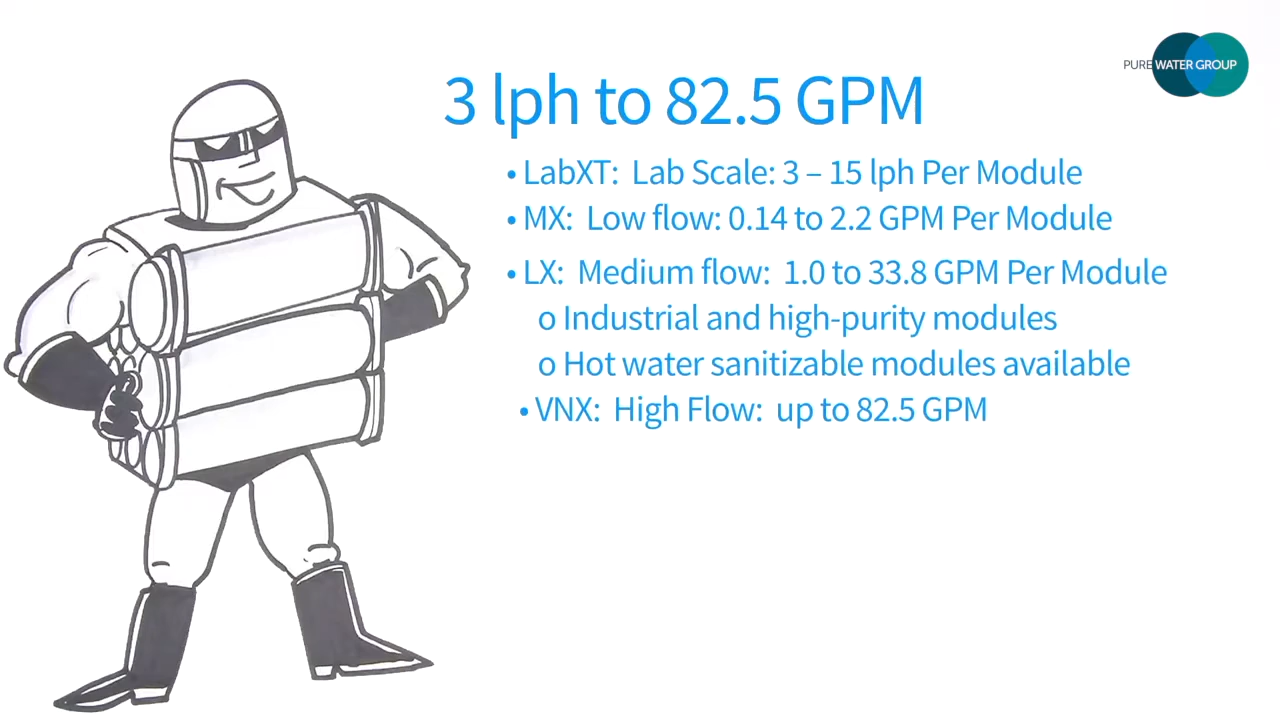 PURE WATER GROUP
3 lph to 82.5 GPM
• LabXT: Lab Scale: 3 – 15 lph Per Module
• MX: Low flow: 0.14 to 2.2 GPM Per Module
• LX: Medium flow: 1.0 to 33.8 GPM Per Module
o Industrial and high-purity modules
o Hot water sanitizable modules available
• VNX: High Flow: up to 82.5 GPM